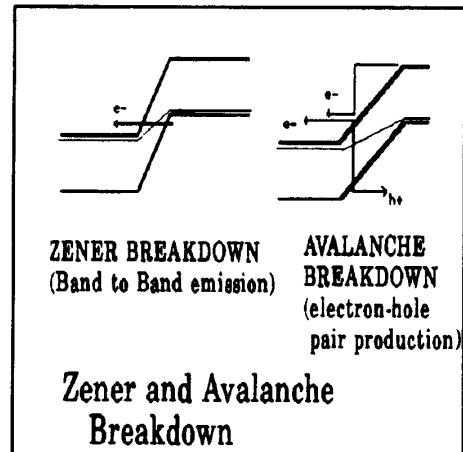 e-
e-
e-
h+
ZENER BREAKDOWN
(Band to Band emission)
AVALANCHE
BREAKDOWN
(electron-hole
pair production)
Zener and Avalanche
Breakdown